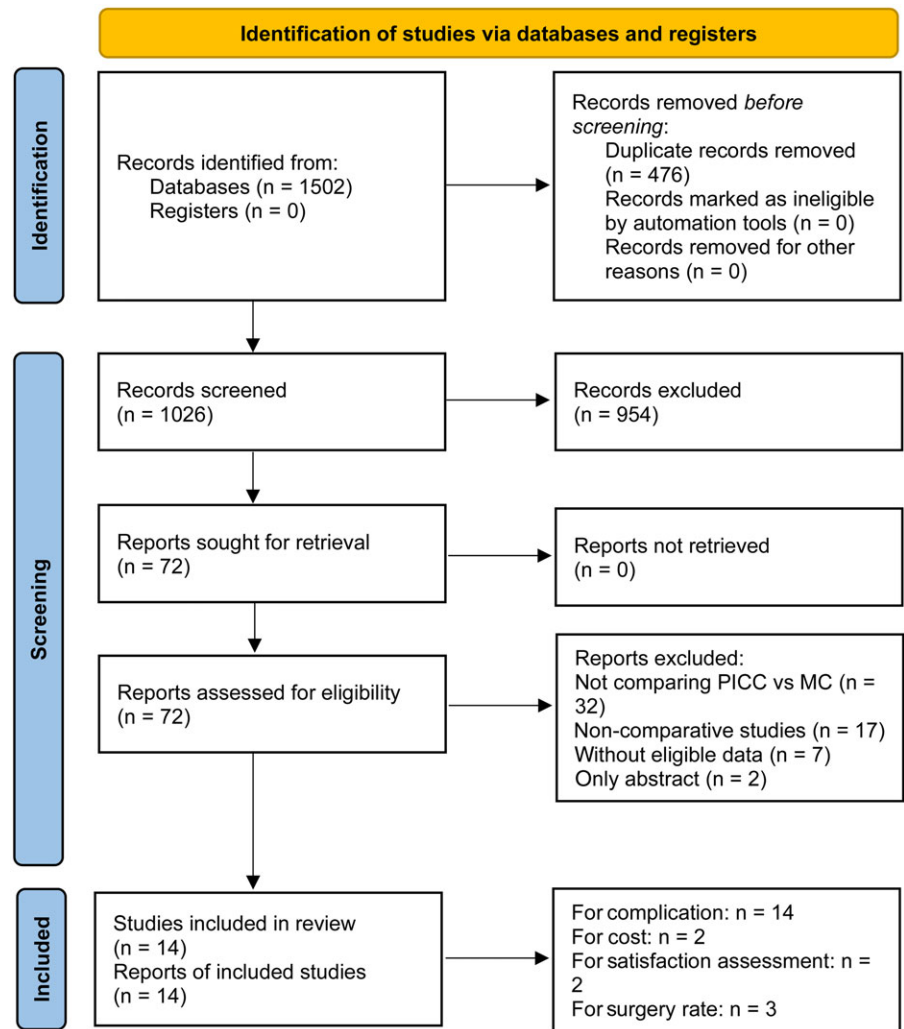 Identification of studies via databases and registers
Identification
Records identified from:
Databases (n = 1502)
Registers (n = 0)
Records removed before
screening:
Duplicate records removed
(n = 476)
Records marked as ineligible
by automation tools (n = 0)
Records removed for other
reasons (n = 0)
Screening
Records screened
(n = 1026)
Records excluded
(n = 954)
Reports sought for retrieval
(n = 72)
Reports not retrieved
(n = 0)
Reports assessed for eligibility
(n = 72)
Reports excluded:
Not comparing PICC vs MC (n =
32)
Non-comparative studies (n = 17)
Without eligible data (n = 7)
Only abstract (n = 2)
Included
Studies included in review
(n = 14)
Reports of included studies
(n = 14)
For complication: n = 14
For cost: n = 2
For satisfaction assessment: n =
2
For surgery rate: n = 3